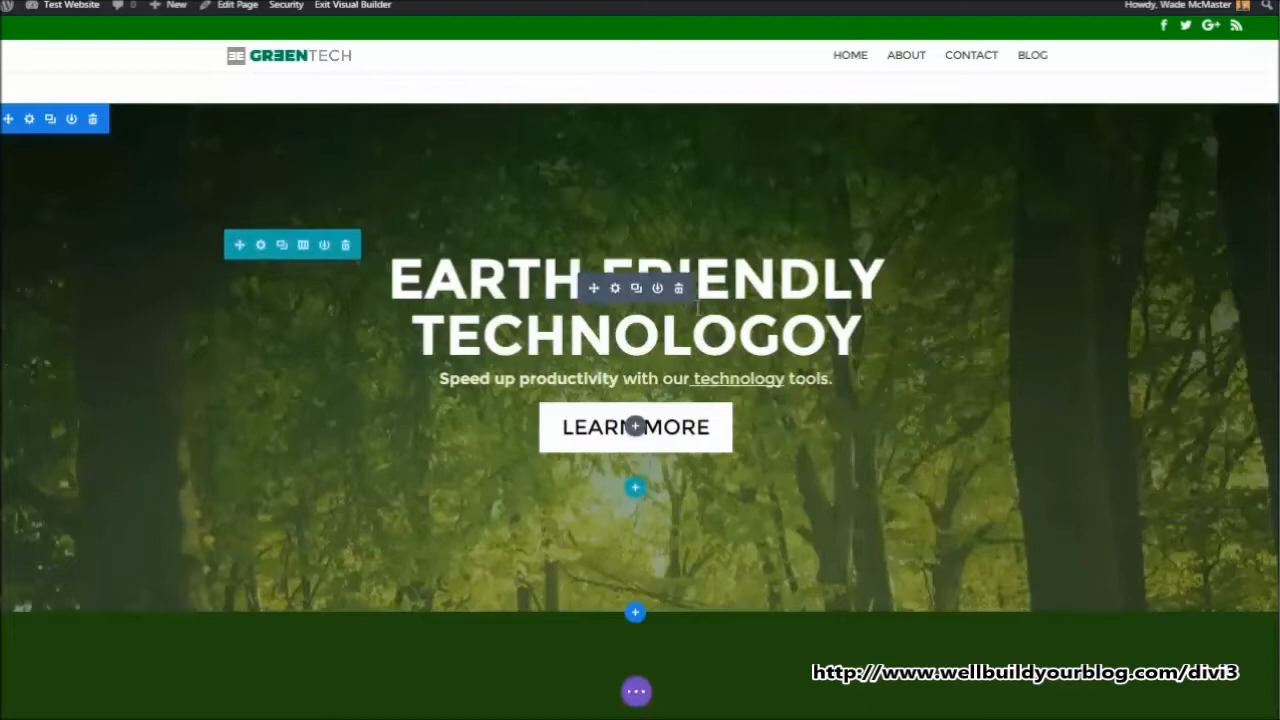 Test Website 0 New Edit Page Security Exit Visual Builder Howdy, Wade McMaster
GREENTECH HOME ABOUT CONTACT BLOG
EARTH FRIENDLY
TECHNOLOGOY
Speed up productivity with our technology tools.
LEARN MORE
http://www.wellbuildyourblog.com/divi3